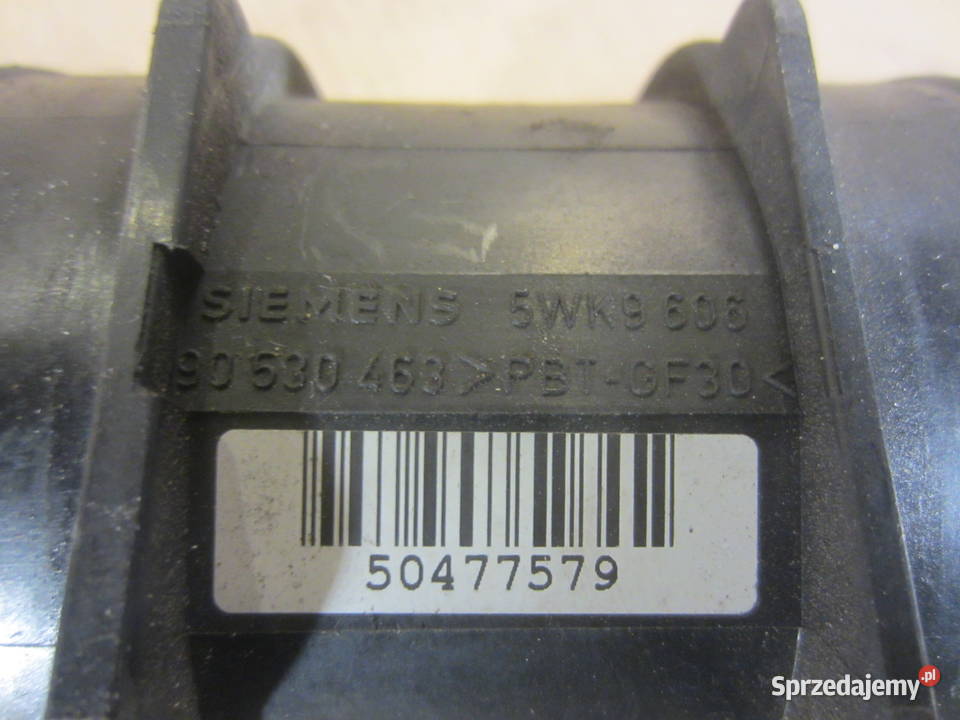 SIEMENS 5WK9 606
90 530 463 >PBT-GF30<
50477579
Sprzedajemy.pl